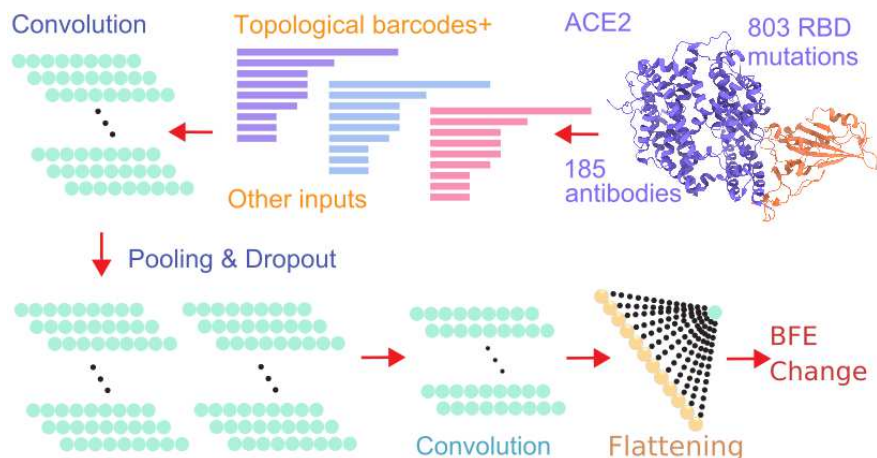 Convolution
Topological barcodes+
ACE2
803 RBD
mutations
Other inputs
185
antibodies
Pooling & Dropout
Convolution
Flattening
BFE
Change